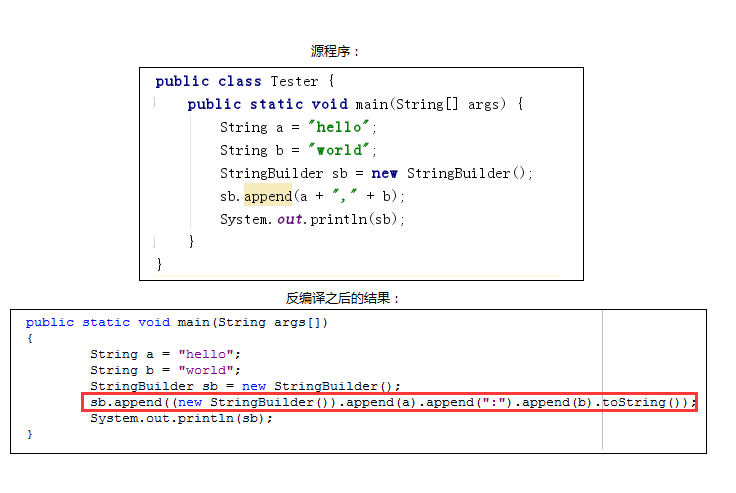 源程序：
public class Tester {
    public static void main(String[] args) {
        String a = "hello";
        String b = "world";
        StringBuilder sb = new StringBuilder();
        sb.append(a + "," + b);
        System.out.println(sb);
    }
}
反编译之后的结果：
public static void main(String args[])
{
        String a = "hello";
        String b = "world";
        StringBuilder sb = new StringBuilder();
        sb.append((new StringBuilder()).append(a).append(":").append(b).toString());
        System.out.println(sb);
}